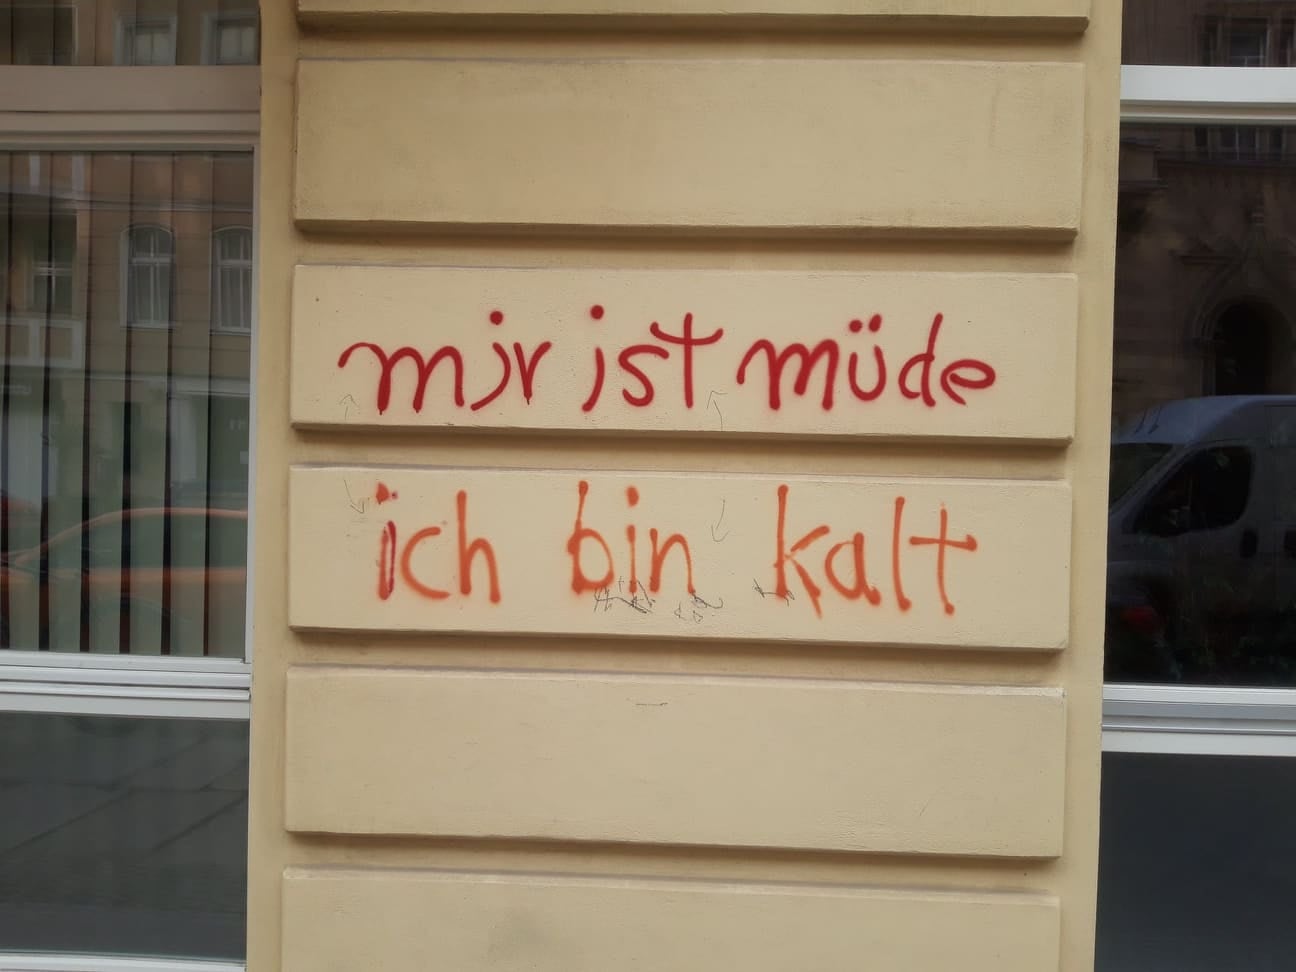 mir ist müde
ich bin kalt